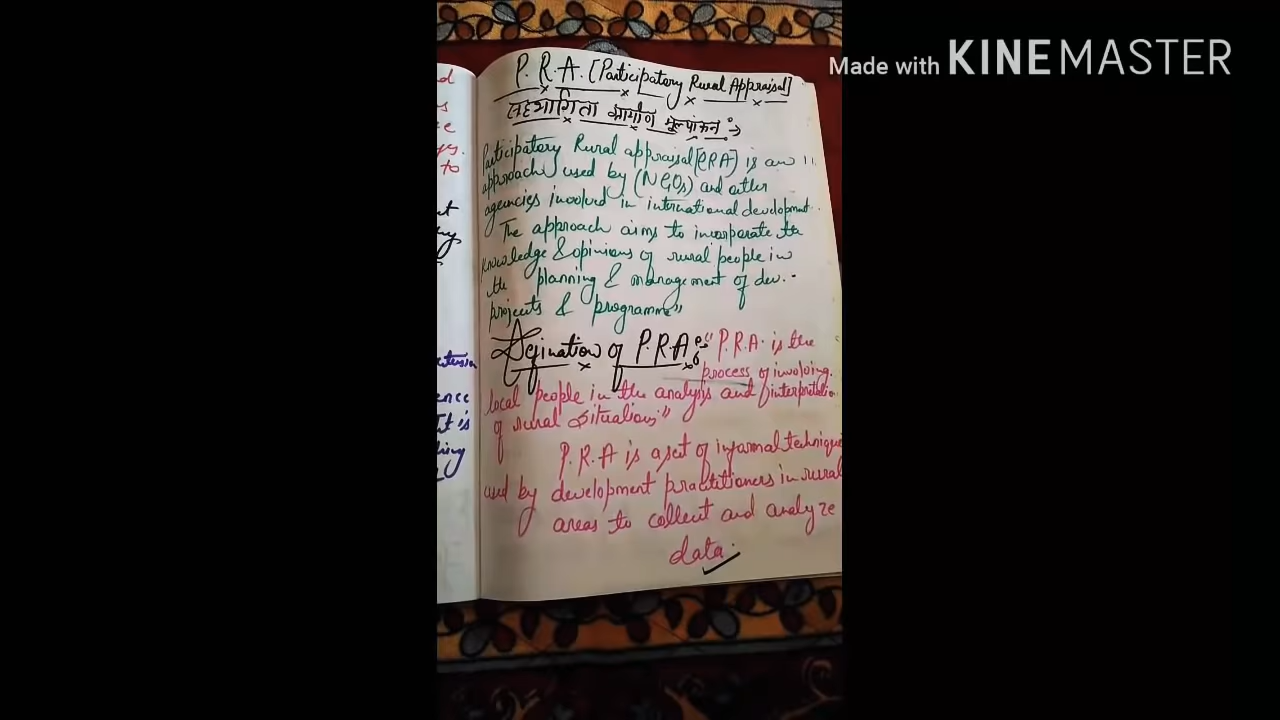 Made with KINEMASTER
P. R. A. [Participatory Rural Appraisal]
सहभागिता ग्रामीण मूल्यांकन :->
Participatory Rural appraisal [PRA] is an
approach used by (NGOs) and other
agencies involved in international development.
The approach aims to incorporate the
knowledge & opinions of rural people in
the planning & management of dev.
projects & programme"
Defination of P.R.A. : "P.R.A. is the
process of involving
local people in the analysis and interpretation
of rural situations"
P.R.A is a set of informal technique
used by development practitioners in rural
areas to collect and analyze
data.